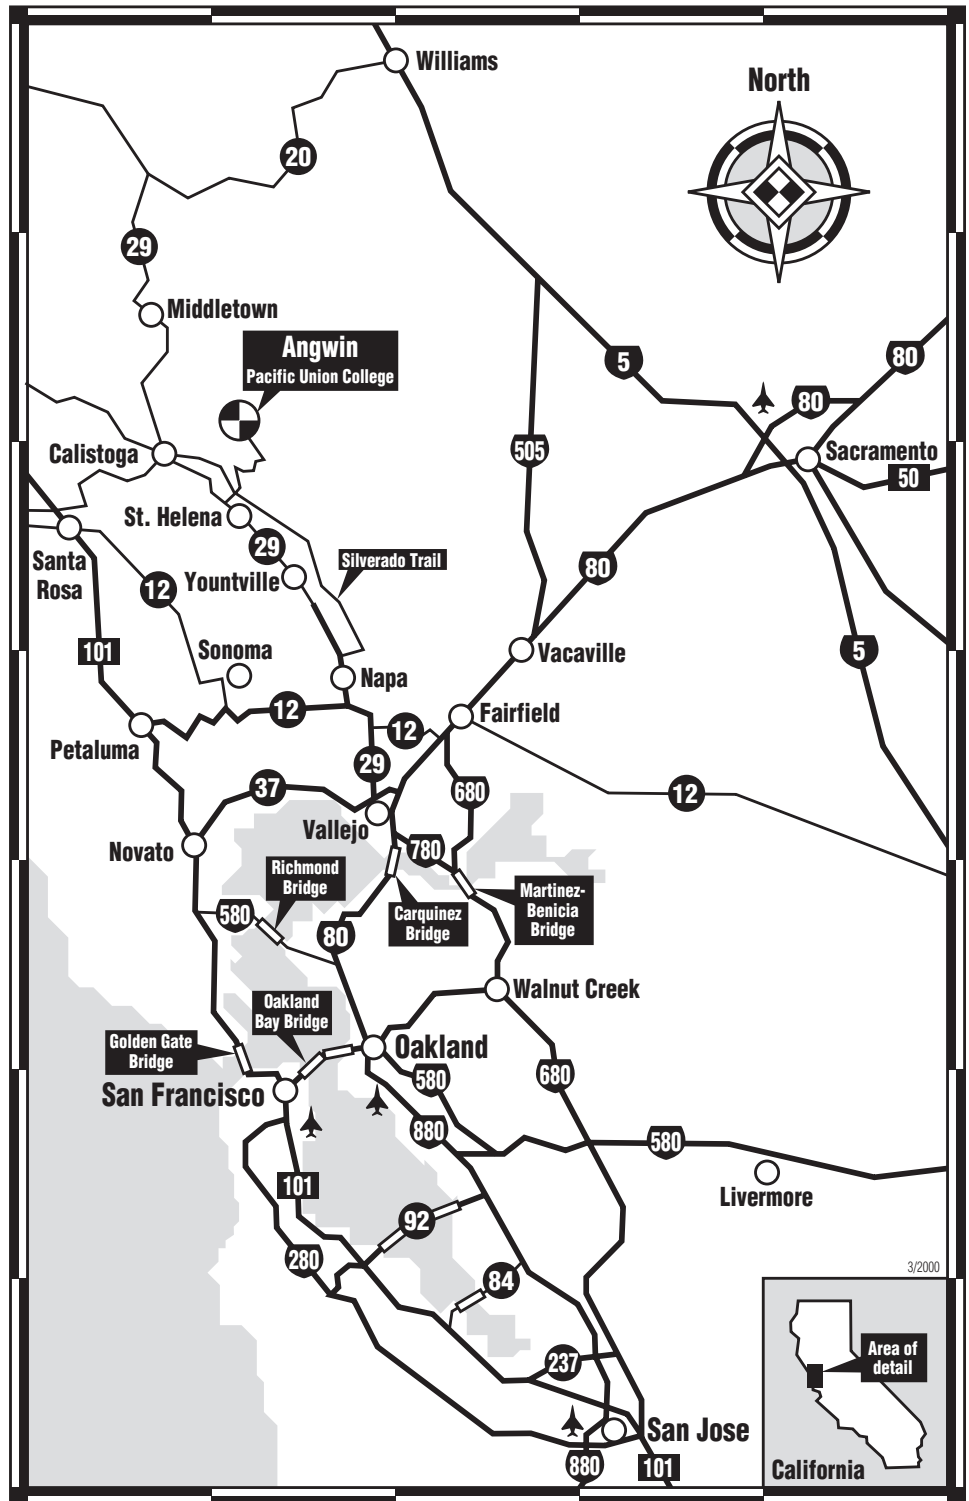 Williams
North
20
29
Middletown
Angwin
Pacific Union College
5
80
80
Calistoga
505
Sacramento
50
St. Helena
29
Silverado Trail
Santa
Rosa
12
Yountville
80
101
Sonoma
Napa
Vacaville
5
12
12
Fairfield
Petaluma
29
37
680
12
Vallejo
780
Novato
Richmond
Bridge
Martinez-
Benicia
Bridge
580
80
Carquinez
Bridge
Walnut Creek
Oakland
Bay Bridge
Golden Gate
Bridge
Oakland
San Francisco
580
680
880
580
101
Livermore
92
280
84
3/2000
237
Area of
detail
San Jose
880
101
California